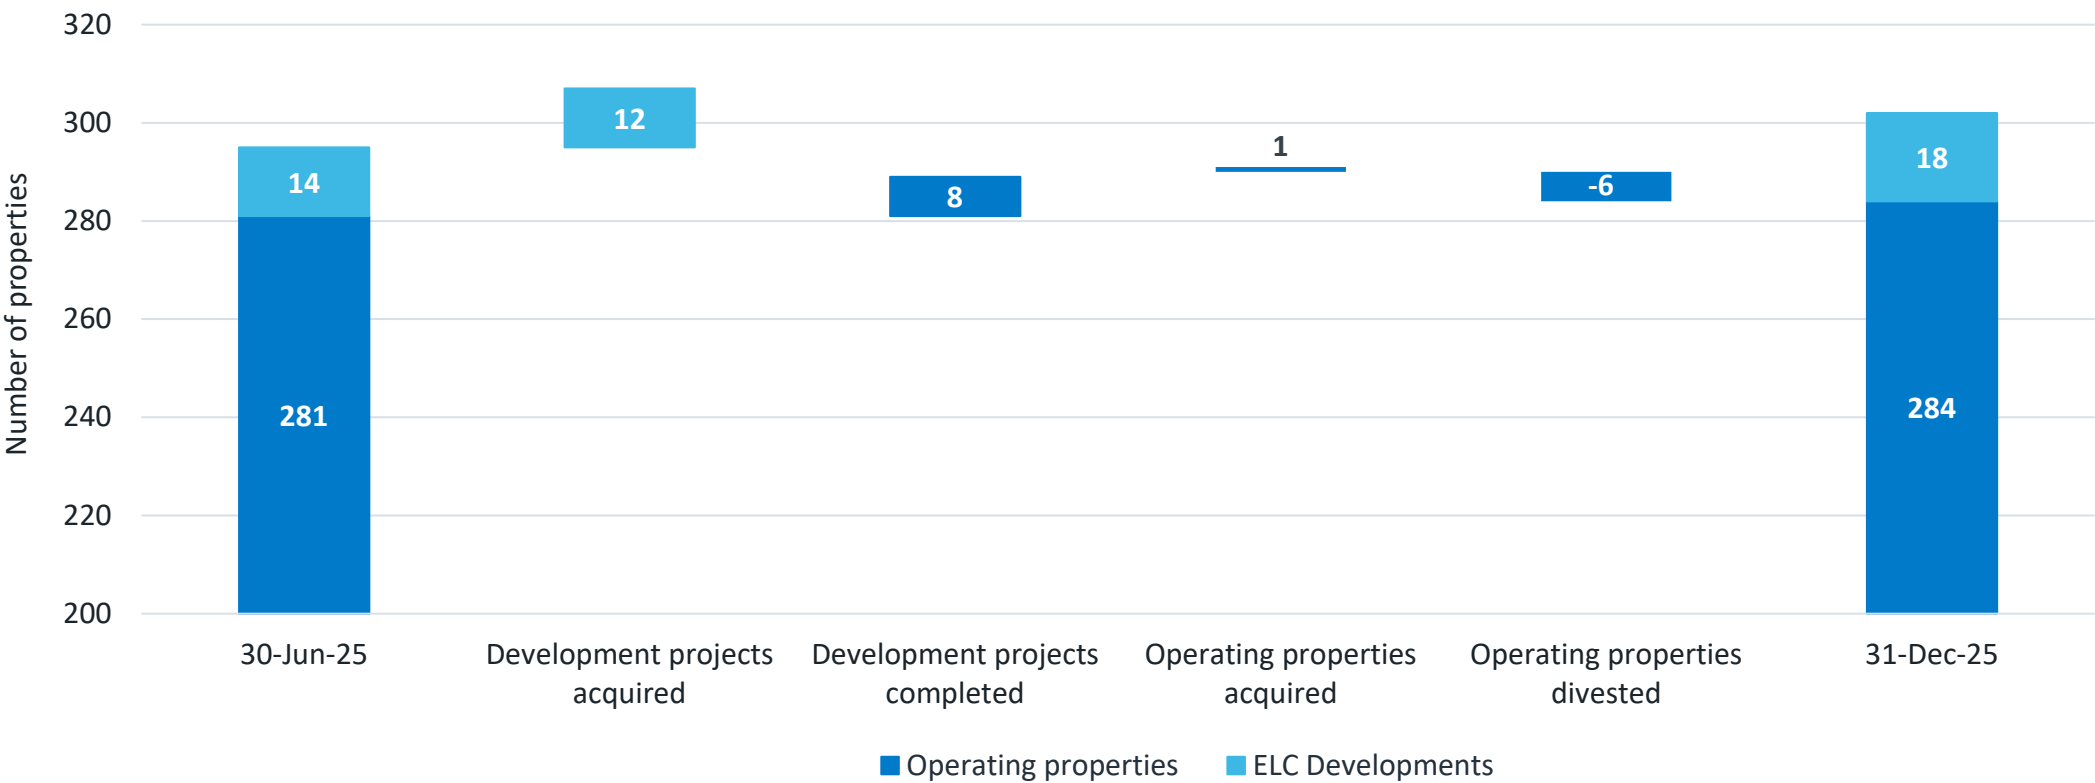 Number of properties
320
300
280
260
240
220
200
14
281
12
8
1
-6
18
284
30-Jun-25
Development projects
acquired
Development projects
completed
Operating properties
acquired
Operating properties
divested
31-Dec-25
Operating properties
ELC Developments